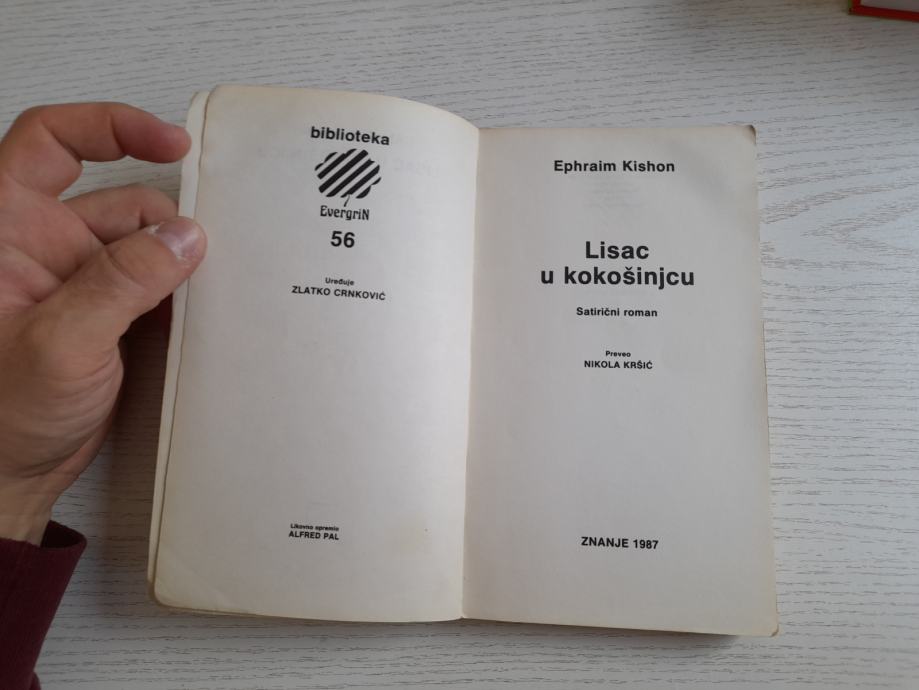 biblioteka
EvergriN
56
Uređuje
ZLATKO CRNKOVIĆ
Likovno opremio
ALFRED PAL
Ephraim Kishon
Lisac
u kokošinjcu
Satirični roman
Preveo
NIKOLA KRŠIĆ
ZNANJE 1987